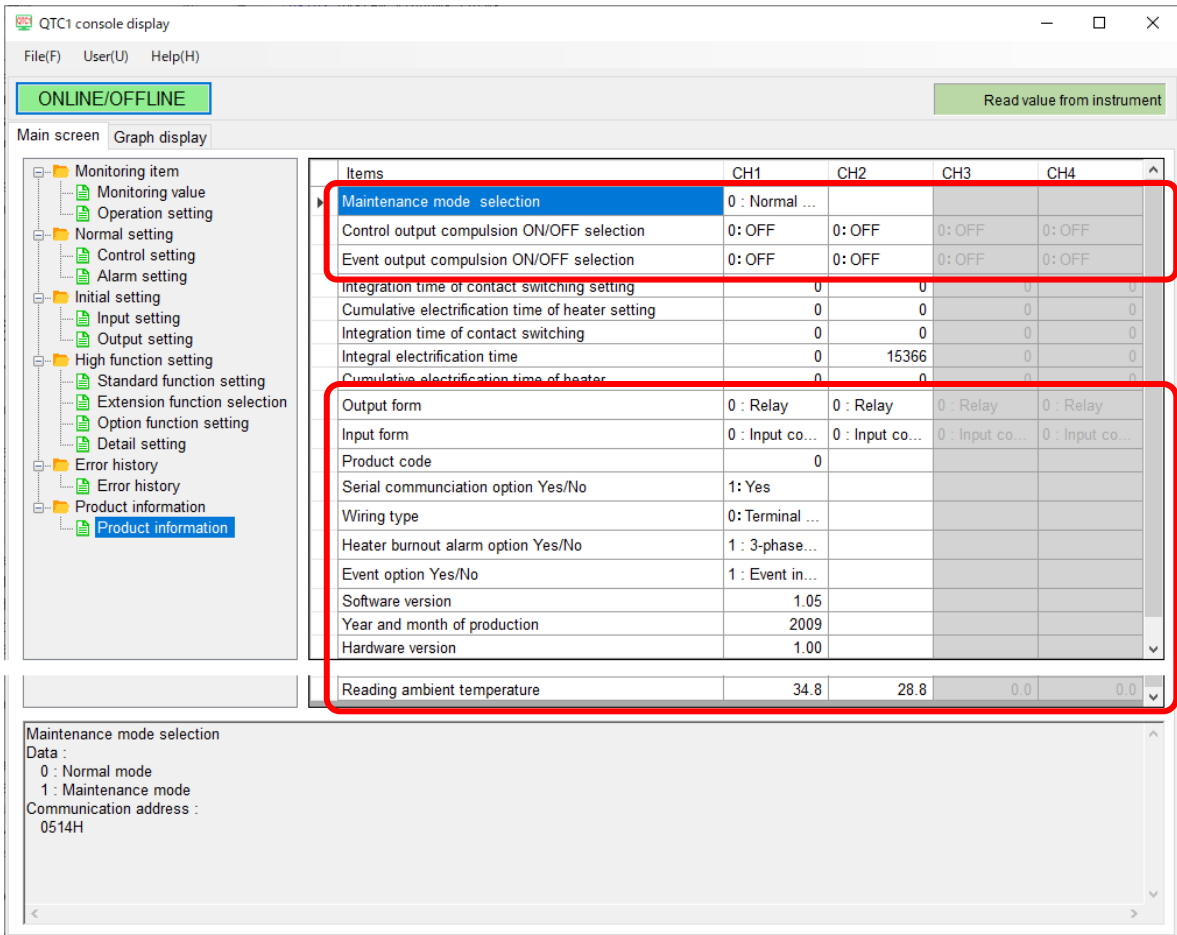 QTC1 console display
File(F) User(U) Help(H)
ONLINE/OFFLINE
Read value from instrument
Main screen Graph display
Monitoring item
Monitoring value
Operation setting
Normal setting
Control setting
Alarm setting
Initial setting
Input setting
Output setting
High function setting
Standard function setting
Extension function selection
Option function setting
Detail setting
Error history
Error history
Product information
Product information
Items CH1 CH2 CH3 CH4
Maintenance mode selection 0 : Normal ...
Control output compulsion ON/OFF selection 0: OFF 0: OFF 0: OFF 0: OFF
Event output compulsion ON/OFF selection 0: OFF 0: OFF 0: OFF 0: OFF
Integration time of contact switching setting 0 0 0 0
Cumulative electrification time of heater setting 0 0 0 0
Integration time of contact switching 0 0 0 0
Integral electrification time 0 15366 0 0
Cumulative electrification time of heater 0 0 0 0
Output form 0 : Relay 0 : Relay 0 : Relay 0 : Relay
Input form 0 : Input co... 0 : Input co... 0 : Input co... 0 : Input co...
Product code 0
Serial communciation option Yes/No 1: Yes
Wiring type 0: Terminal ...
Heater burnout alarm option Yes/No 1 : 3-phase...
Event option Yes/No 1 : Event in...
Software version 1.05
Year and month of production 2009
Hardware version 1.00
Reading ambient temperature 34.8 28.8 0.0 0.0
Maintenance mode selection
Data :
0 : Normal mode
1 : Maintenance mode
Communication address :
0514H